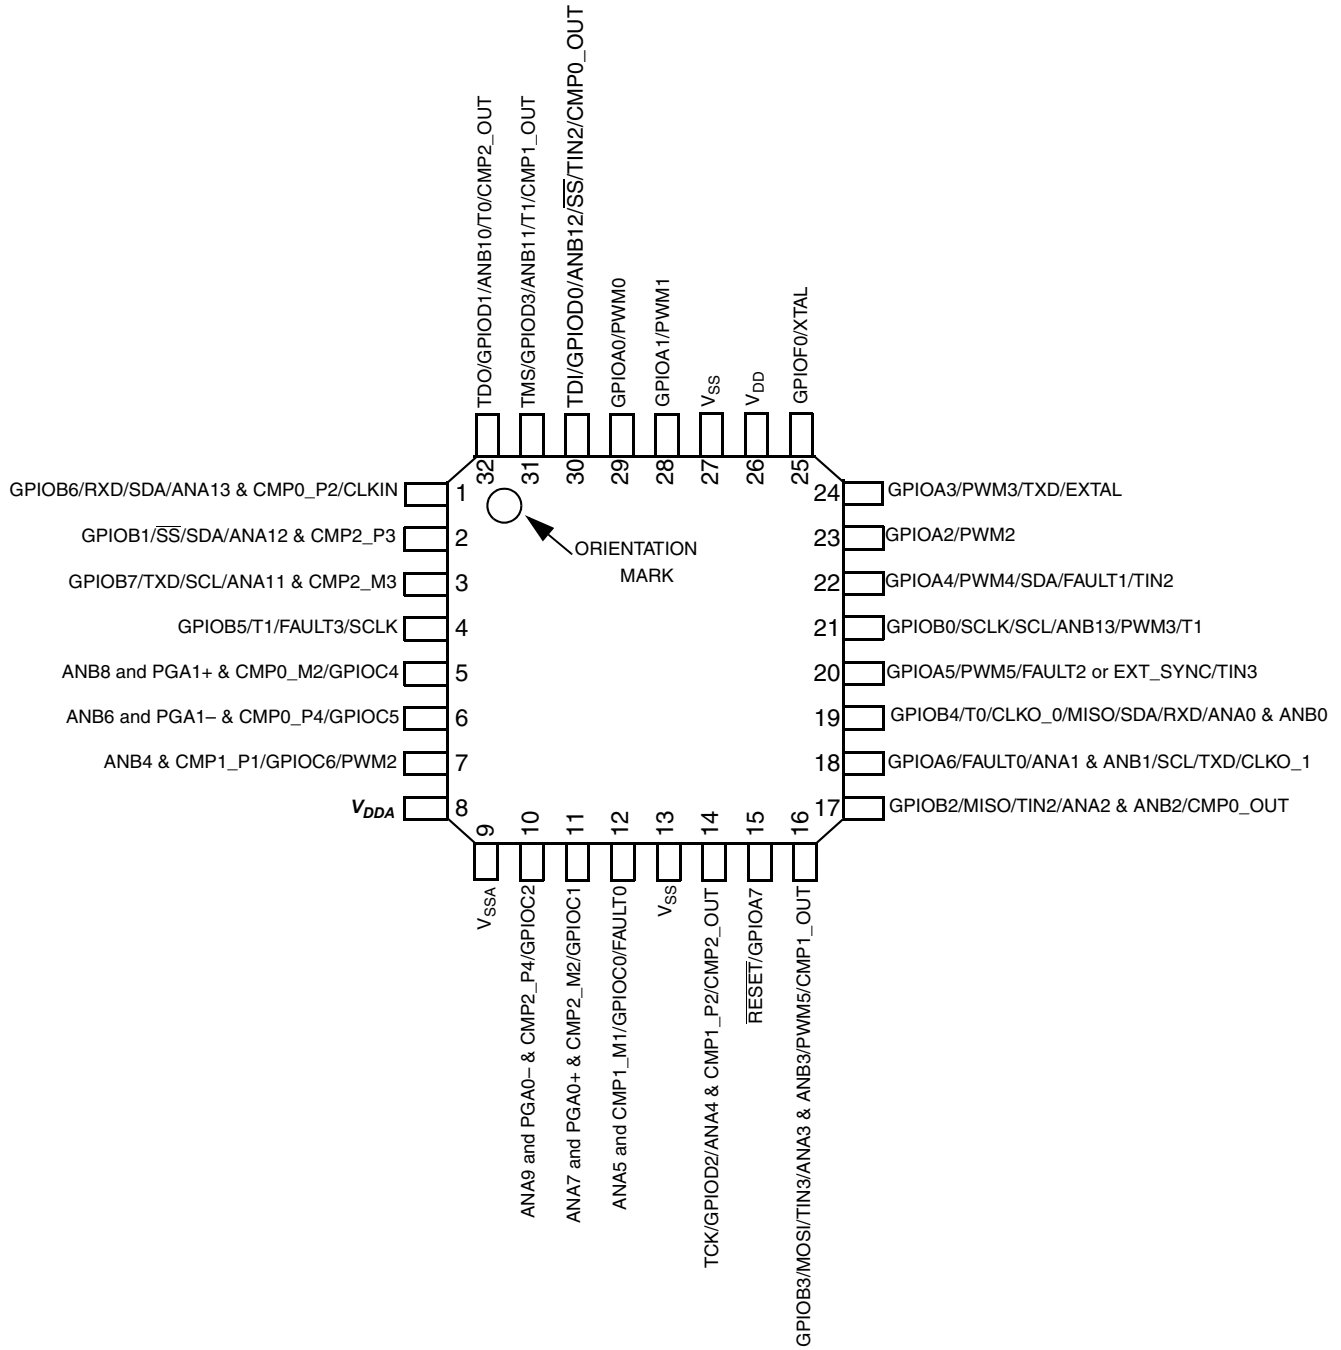 TDO/GPIOD1/ANB10/T0/CMP2_OUT
TMS/GPIOD3/ANB11/T1/CMP1_OUT
TDI/GPIOD0/ANB12/S̅S̅/TIN2/CMP0_OUT
GPIOA0/PWM0
GPIOA1/PWM1
VSS
VDD
GPIOF0/XTAL
32
31
30
29
28
27
26
25
GPIOB6/RXD/SDA/ANA13 & CMP0_P2/CLKIN
1
GPIOB1/S̅S̅/SDA/ANA12 & CMP2_P3
2
GPIOB7/TXD/SCL/ANA11 & CMP2_M3
3
GPIOB5/T1/FAULT3/SCLK
4
ANB8 and PGA1+ & CMP0_M2/GPIOC4
5
ANB6 and PGA1– & CMP0_P4/GPIOC5
6
ANB4 & CMP1_P1/GPIOC6/PWM2
7
VDDA
8
ORIENTATION
MARK
24
GPIOA3/PWM3/TXD/EXTAL
23
GPIOA2/PWM2
22
GPIOA4/PWM4/SDA/FAULT1/TIN2
21
GPIOB0/SCLK/SCL/ANB13/PWM3/T1
20
GPIOA5/PWM5/FAULT2 or EXT_SYNC/TIN3
19
GPIOB4/T0/CLKO_0/MISO/SDA/RXD/ANA0 & ANB0
18
GPIOA6/FAULT0/ANA1 & ANB1/SCL/TXD/CLKO_1
17
GPIOB2/MISO/TIN2/ANA2 & ANB2/CMP0_OUT
9
10
11
12
13
14
15
16
VSSA
ANA9 and PGA0– & CMP2_P4/GPIOC2
ANA7 and PGA0+ & CMP2_M2/GPIOC1
ANA5 and CMP1_M1/GPIOC0/FAULT0
VSS
TCK/GPIOD2/ANA4 & CMP1_P2/CMP2_OUT
R̅E̅S̅E̅T̅/GPIOA7
GPIOB3/MOSI/TIN3/ANA3 & ANB3/PWM5/CMP1_OUT